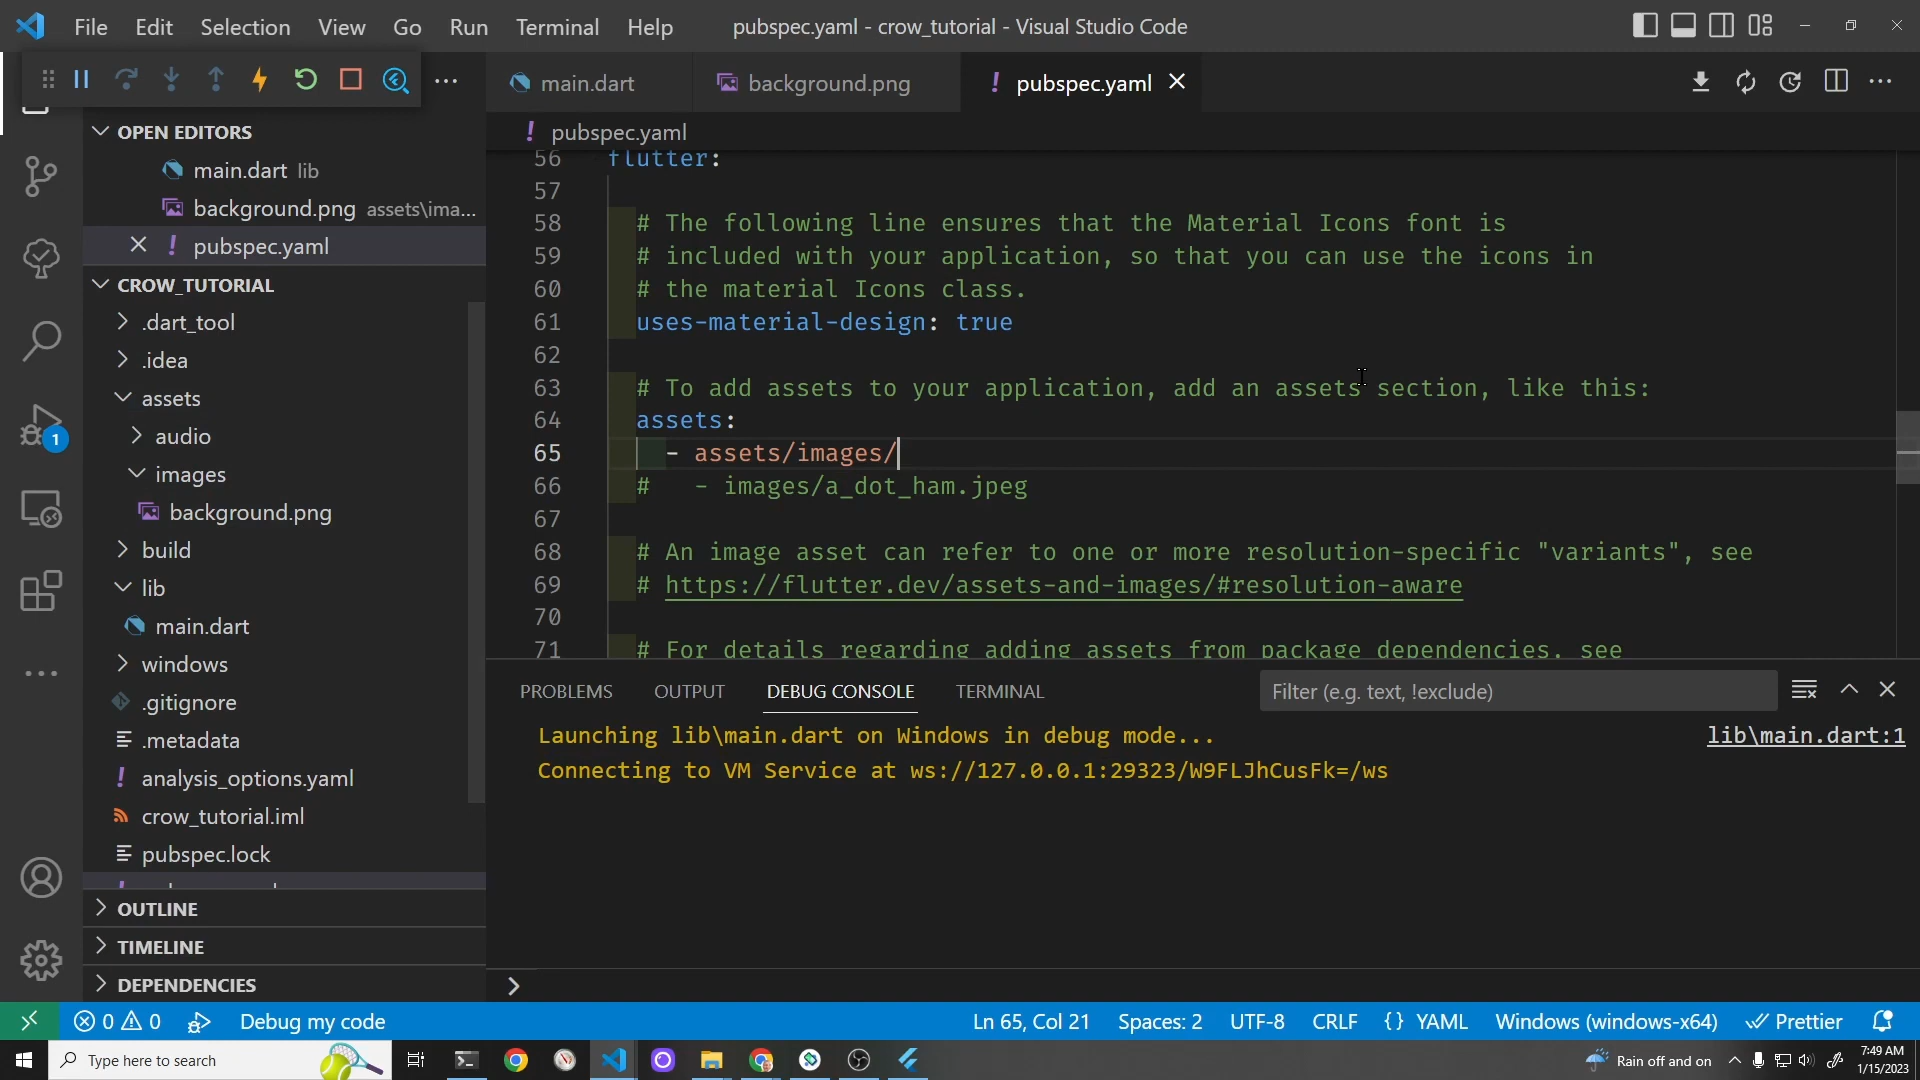 File Edit Selection View Go Run Terminal Help
pubspec.yaml - crow_tutorial - Visual Studio Code
main.dart
background.png
! pubspec.yaml
OPEN EDITORS
main.dart lib
background.png assets\ima...
! pubspec.yaml
CROW_TUTORIAL
.dart_tool
.idea
assets
audio
images
background.png
build
lib
main.dart
windows
.gitignore
.metadata
! analysis_options.yaml
crow_tutorial.iml
pubspec.lock
OUTLINE
TIMELINE
DEPENDENCIES
1
! pubspec.yaml
56 flutter:
57
58 # The following line ensures that the Material Icons font is
59 # included with your application, so that you can use the icons in
60 # the material Icons class.
61 uses-material-design: true
62
63 # To add assets to your application, add an assets section, like this:
64 assets:
65 - assets/images/
66 # - images/a_dot_ham.jpeg
67
68 # An image asset can refer to one or more resolution-specific "variants", see
69 # https://flutter.dev/assets-and-images/#resolution-aware
70
71 # For details regarding adding assets from package dependencies, see
PROBLEMS OUTPUT DEBUG CONSOLE TERMINAL
Filter (e.g. text, !exclude)
Launching lib\main.dart on Windows in debug mode...
lib\main.dart:1
Connecting to VM Service at ws://127.0.0.1:29323/W9FLJhCusFk=/ws
0 0 Debug my code
Ln 65, Col 21 Spaces: 2 UTF-8 CRLF {} YAML Windows (windows-x64) Prettier
Type here to search
Rain off and on
7:49 AM
1/15/2023